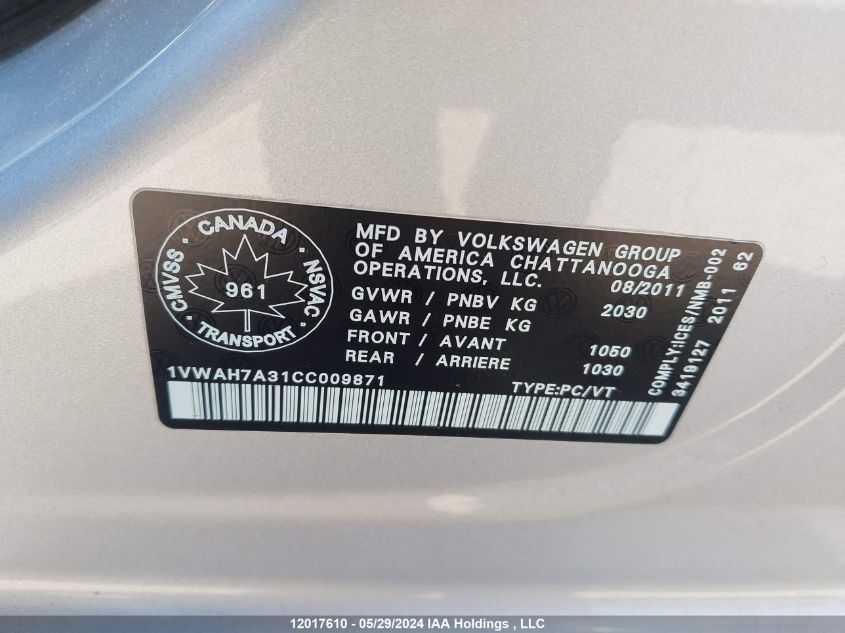 CANADA
CMVSS · NSVAC
961
TRANSPORT
MFD BY VOLKSWAGEN GROUP
OF AMERICA CHATTANOOGA
OPERATIONS, LLC.
08/2011
GVWR / PNBV KG 2030
GAWR / PNBE KG
FRONT / AVANT 1050
REAR / ARRIERE 1030
1VWAH7A31CC009871 TYPE:PC/VT
COMPLY:ICES/NMB-002
3419127 2011 62
12017610 - 05/29/2024 IAA Holdings , LLC